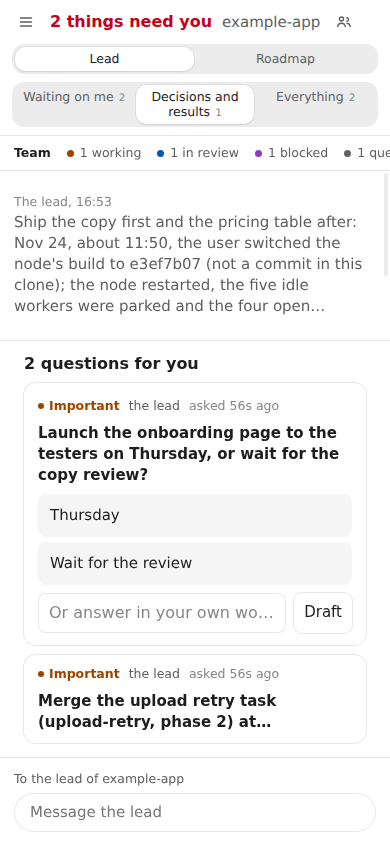 2 things need you example-app
Lead
Roadmap
Waiting on me 2
Decisions and
results 1
Everything 2
Team 1 working 1 in review 1 blocked 1 que
The lead, 16:53
Ship the copy first and the pricing table after:
Nov 24, about 11:50, the user switched the
node's build to e3ef7b07 (not a commit in this
clone); the node restarted, the five idle
workers were parked and the four open…
2 questions for you
Important the lead asked 56s ago
Launch the onboarding page to the
testers on Thursday, or wait for the
copy review?
Thursday
Wait for the review
Or answer in your own wo…
Draft
Important the lead asked 56s ago
Merge the upload retry task
(upload-retry, phase 2) at…
To the lead of example-app
Message the lead